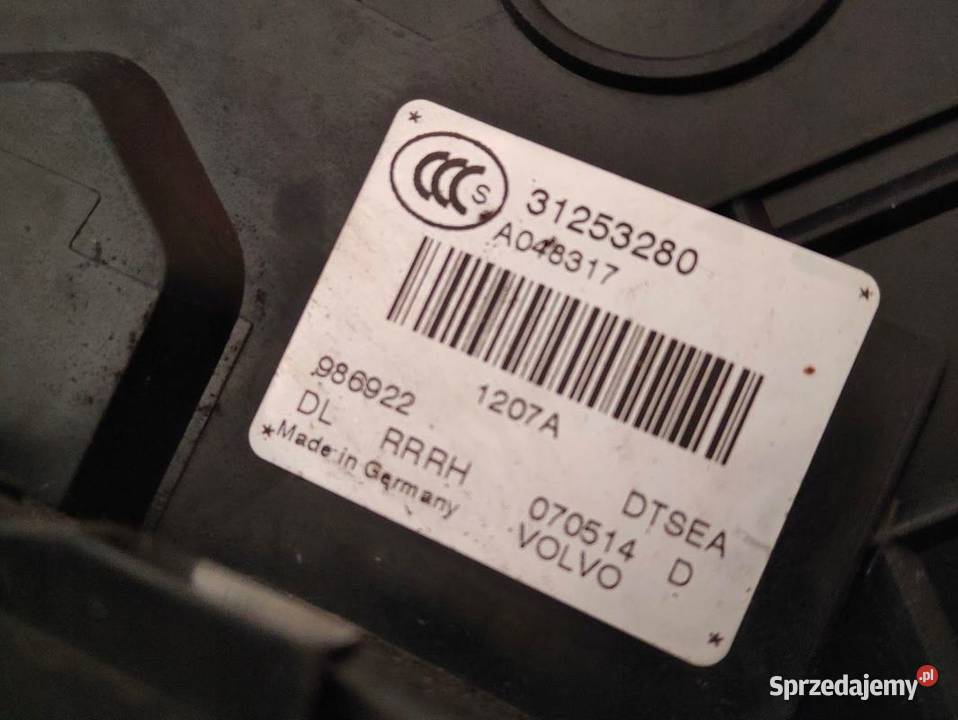 CCC S
31253280
A048317
986922 1207A
DL RRRH DTSEA
*Made in Germany 070514 D
VOLVO
Sprzedajemy.pl